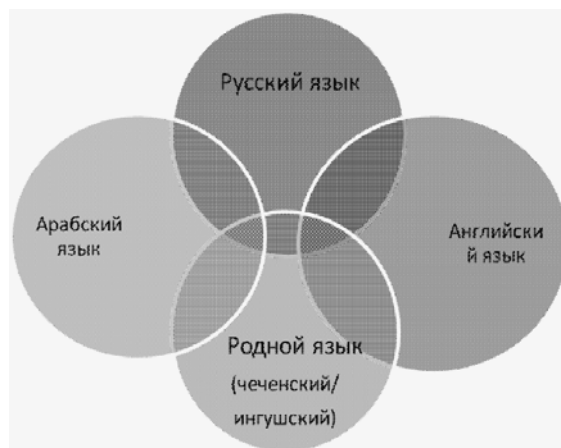 Русский язык
Арабский
язык
Английски
й язык
Родной язык
(чеченский/
ингушский)